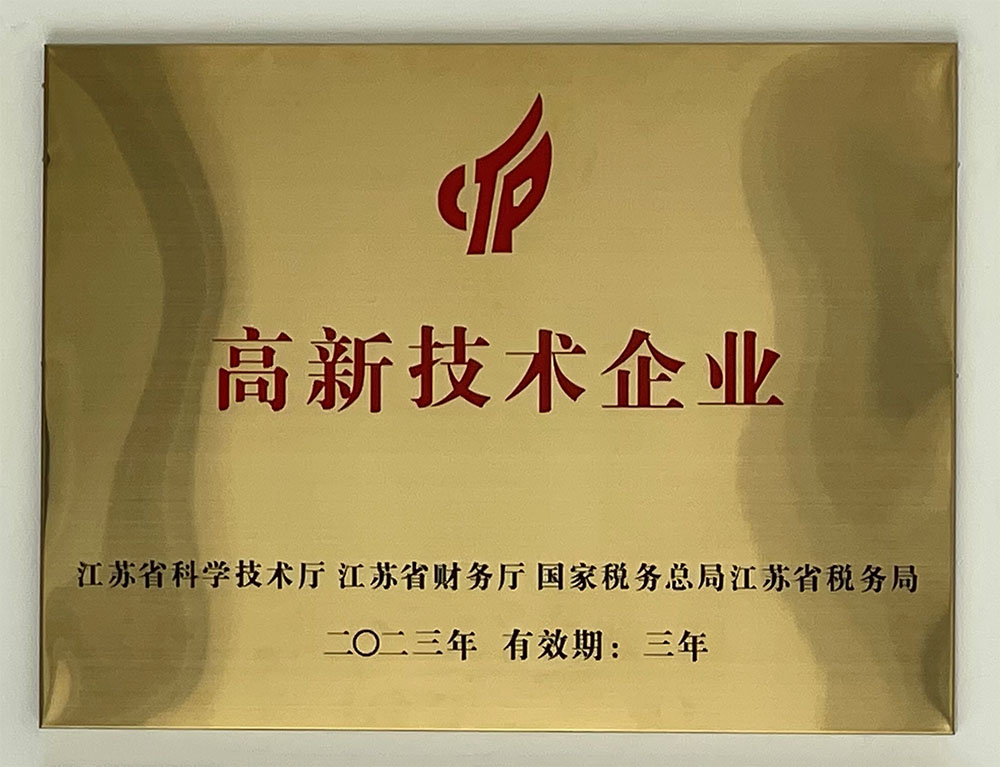 高新技术企业
江苏省科学技术厅 江苏省财务厅 国家税务总局江苏省税务局
二〇二三年 有效期：三年